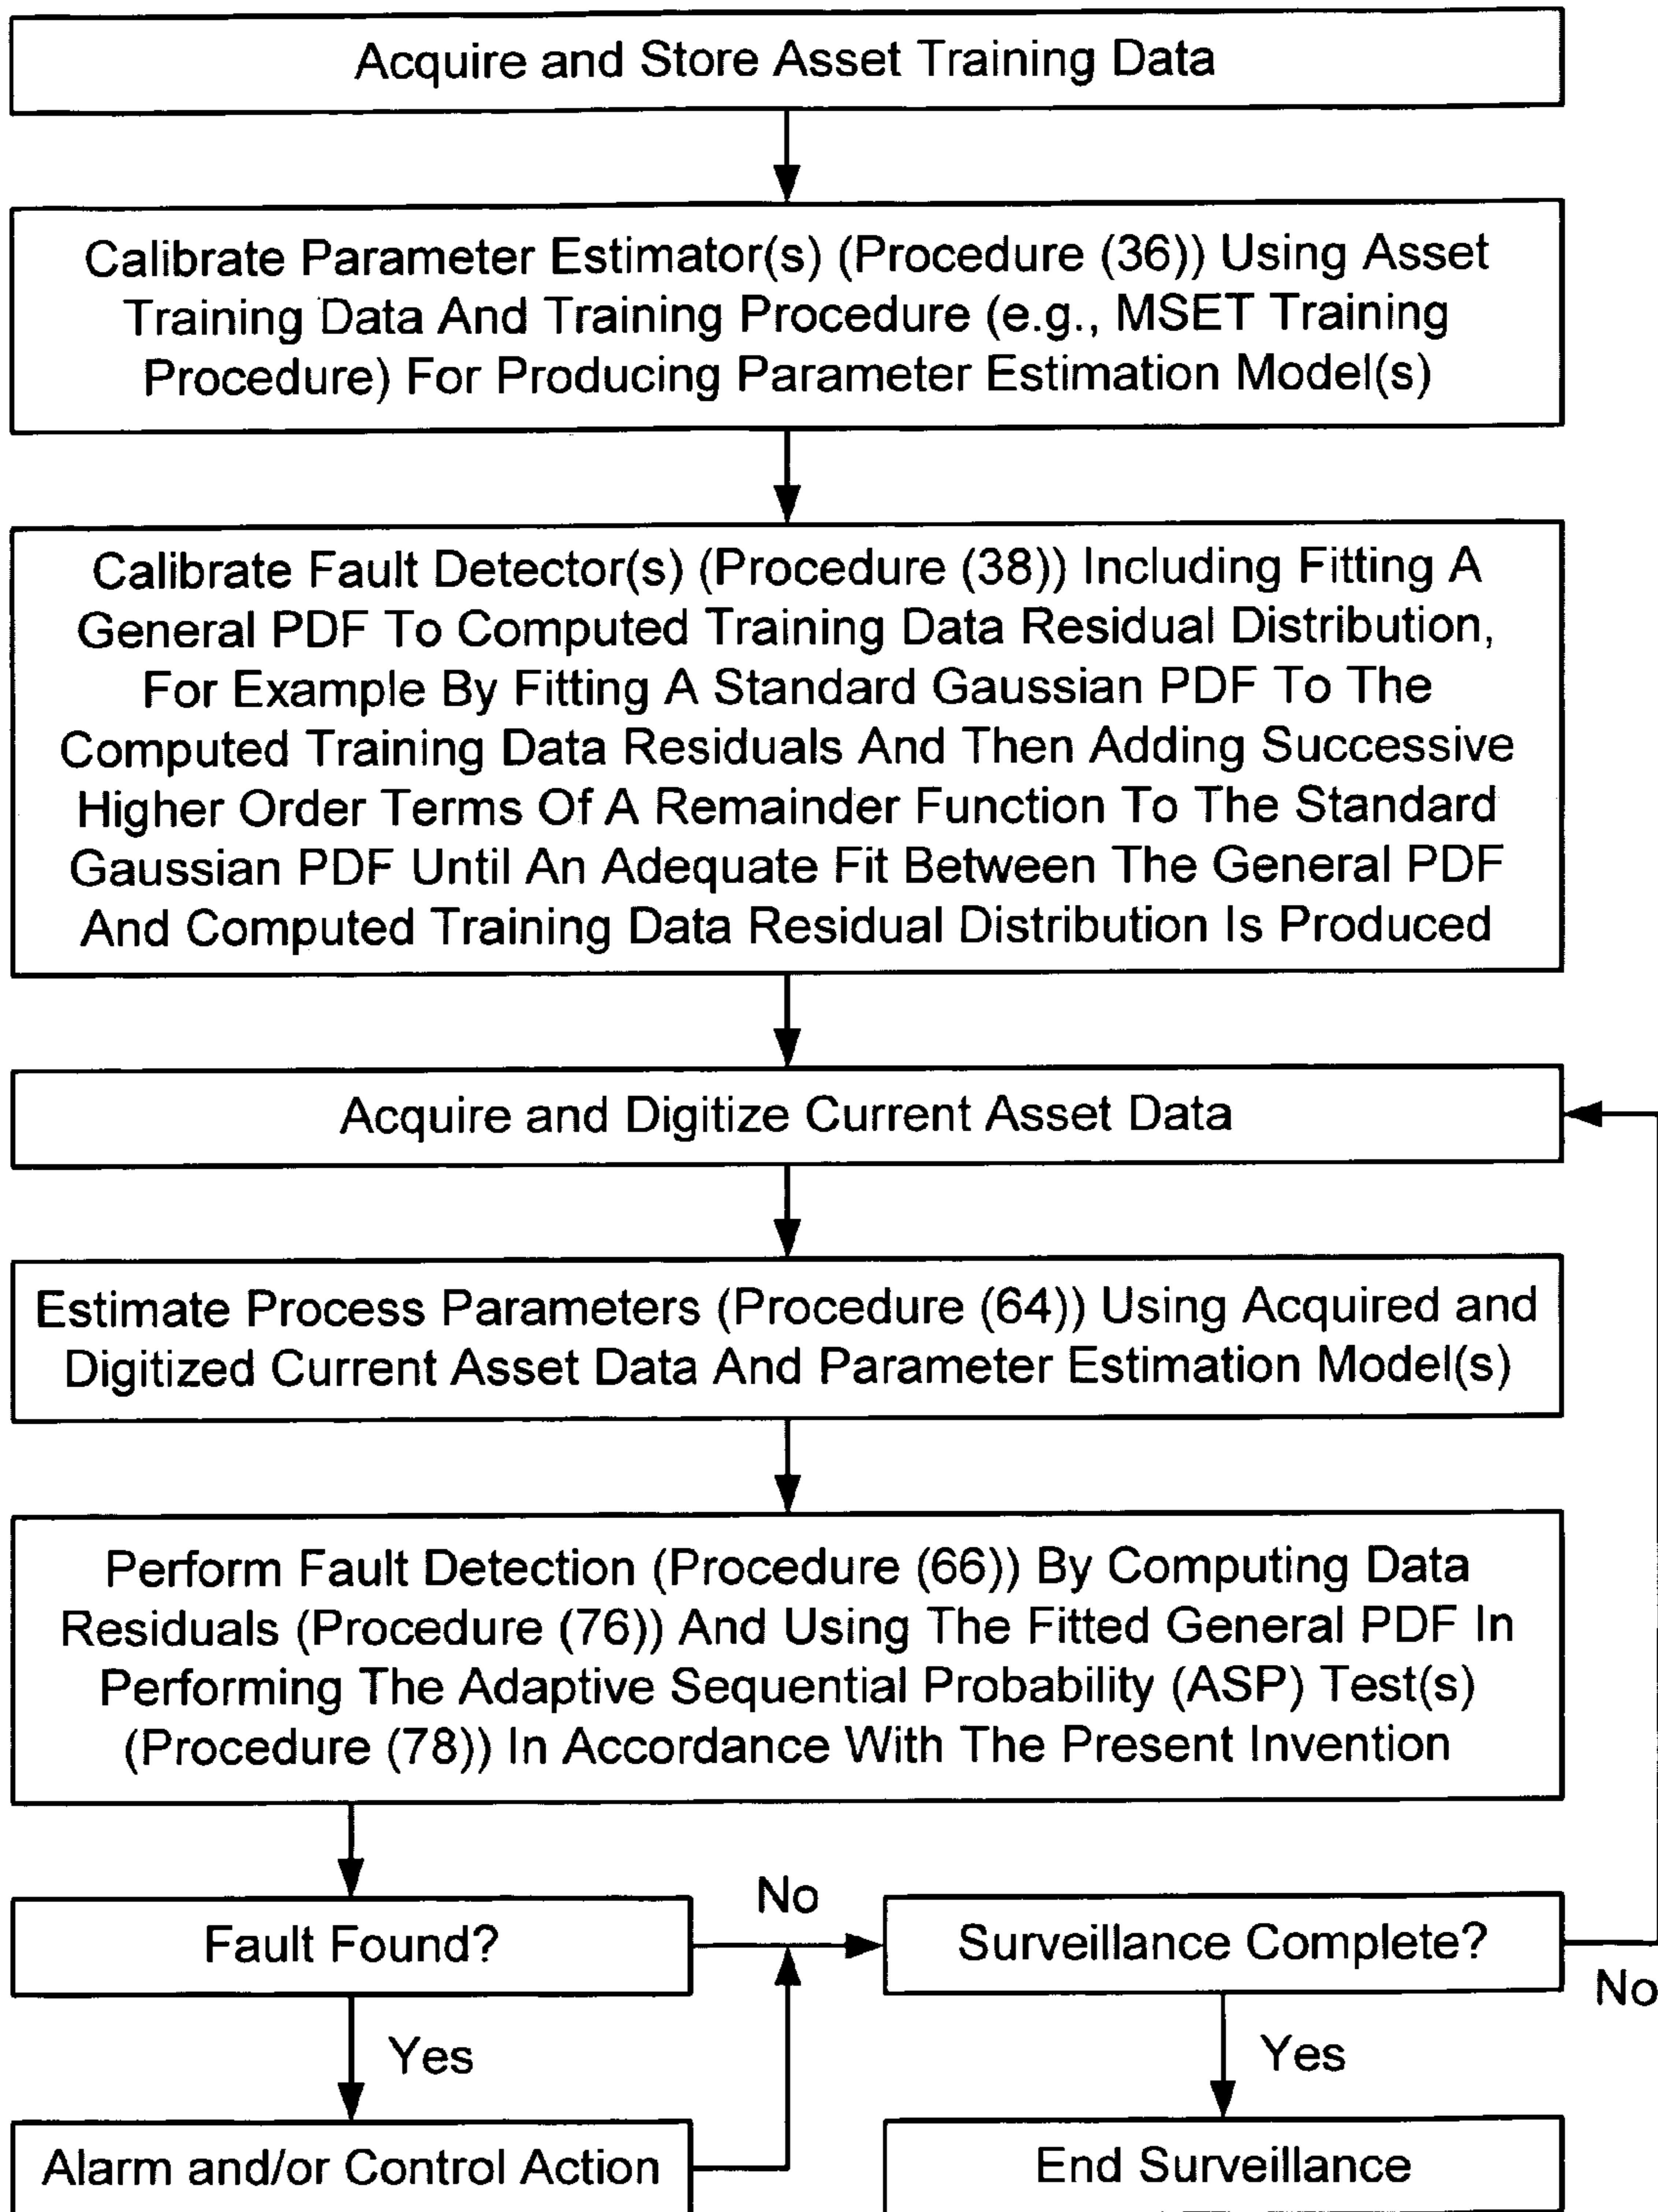 Acquire and Store Asset Training Data
Calibrate Parameter Estimator(s) (Procedure (36)) Using Asset
Training Data And Training Procedure (e.g., MSET Training
Procedure) For Producing Parameter Estimation Model(s)
Calibrate Fault Detector(s) (Procedure (38)) Including Fitting A
General PDF To Computed Training Data Residual Distribution,
For Example By Fitting A Standard Gaussian PDF To The
Computed Training Data Residuals And Then Adding Successive
Higher Order Terms Of A Remainder Function To The Standard
Gaussian PDF Until An Adequate Fit Between The General PDF
And Computed Training Data Residual Distribution Is Produced
Acquire and Digitize Current Asset Data
Estimate Process Parameters (Procedure (64)) Using Acquired and
Digitized Current Asset Data And Parameter Estimation Model(s)
Perform Fault Detection (Procedure (66)) By Computing Data
Residuals (Procedure (76)) And Using The Fitted General PDF In
Performing The Adaptive Sequential Probability (ASP) Test(s)
(Procedure (78)) In Accordance With The Present Invention
Fault Found?
No
Surveillance Complete?
No
Yes
Yes
Alarm and/or Control Action
End Surveillance